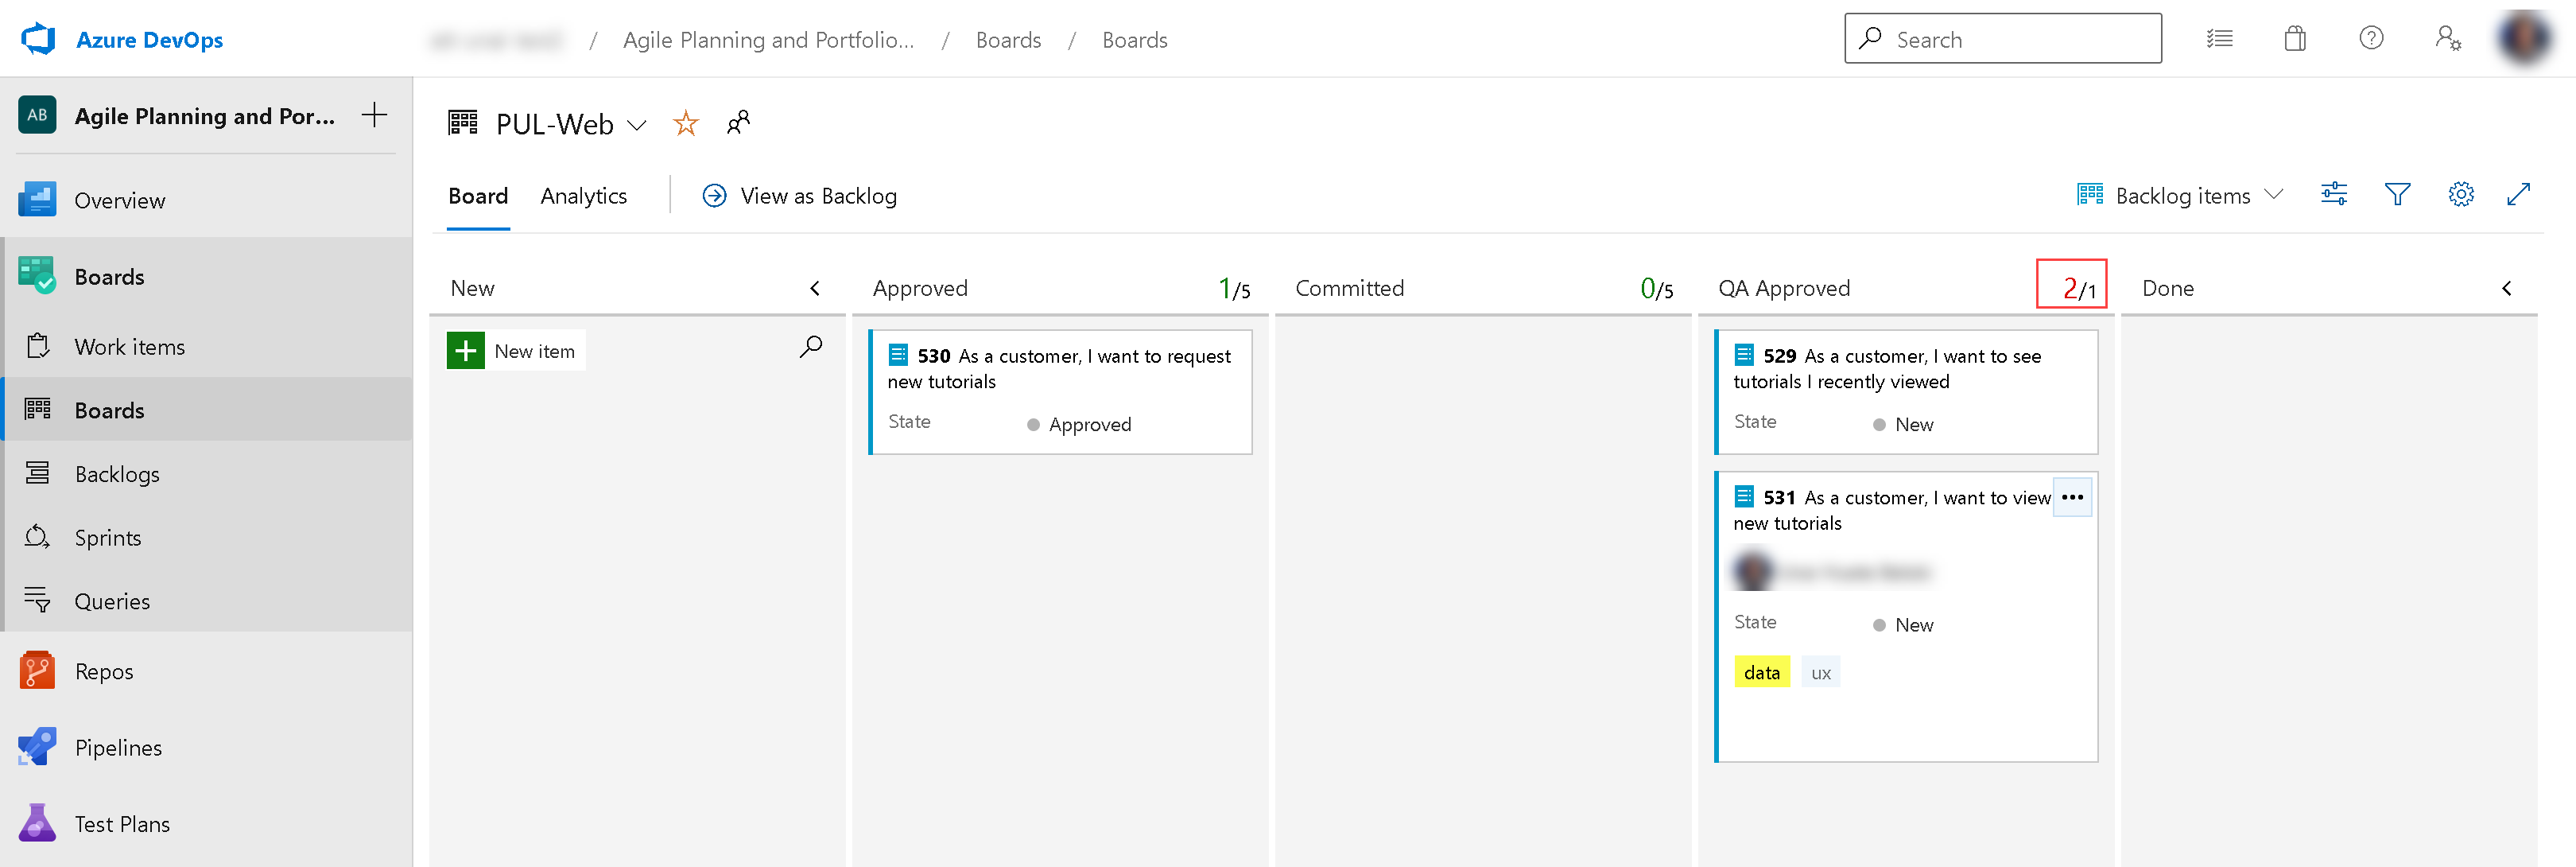 Azure DevOps
/ Agile Planning and Portfolio... / Boards / Boards
Search
AB Agile Planning and Por...
Overview
Boards
Work items
Boards
Backlogs
Sprints
Queries
Repos
Pipelines
Test Plans
PUL-Web
Board Analytics View as Backlog
Backlog items
New
New item
Approved 1/5
530 As a customer, I want to request
new tutorials
State Approved
Committed 0/5
QA Approved 2/1
529 As a customer, I want to see
tutorials I recently viewed
State New
531 As a customer, I want to view
new tutorials
State New
data ux
Done